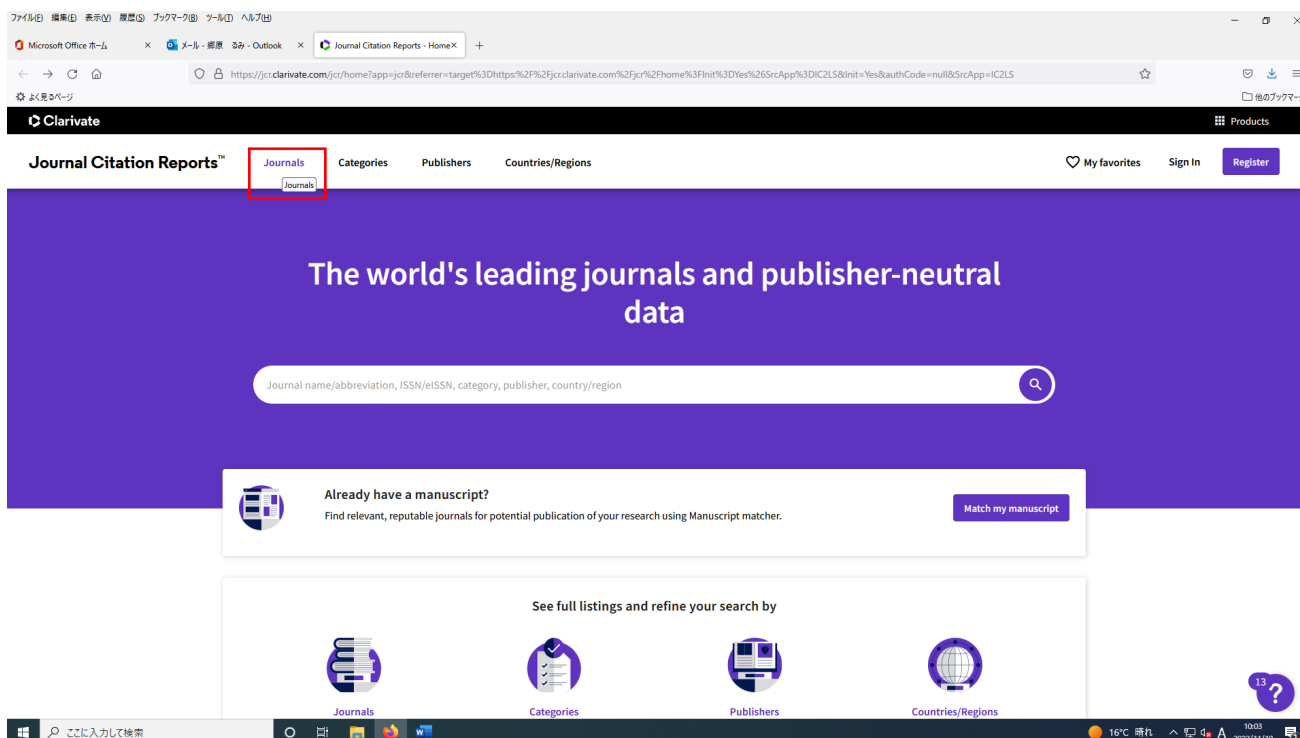 ファイル(F) 編集(E) 表示(V) 履歴(S) ブックマーク(B) ツール(T) ヘルプ(H)
Microsoft Office ホーム × メール - 郷原 るみ - Outlook × Journal Citation Reports - Home × +
https://jcr.clarivate.com/jcr/home?app=jcr&referrer=target%3Dhttps:%2F%2Fjcr.clarivate.com%2Fjcr%2Fhome%3FInit%3DYes%26SrcApp%3DIC2LS&Init=Yes&authCode=null&SrcApp=IC2LS
よく見るページ 他のブックマー
Clarivate Products
Journal Citation Reports™ Journals Categories Publishers Countries/Regions My favorites Sign In Register
Journals
The world's leading journals and publisher-neutral
data
Journal name/abbreviation, ISSN/eISSN, category, publisher, country/region
Already have a manuscript?
Find relevant, reputable journals for potential publication of your research using Manuscript matcher.
Match my manuscript
See full listings and refine your search by
Journals Categories Publishers Countries/Regions
13 ?
ここに入力して検索 16°C 晴れ A 10:03